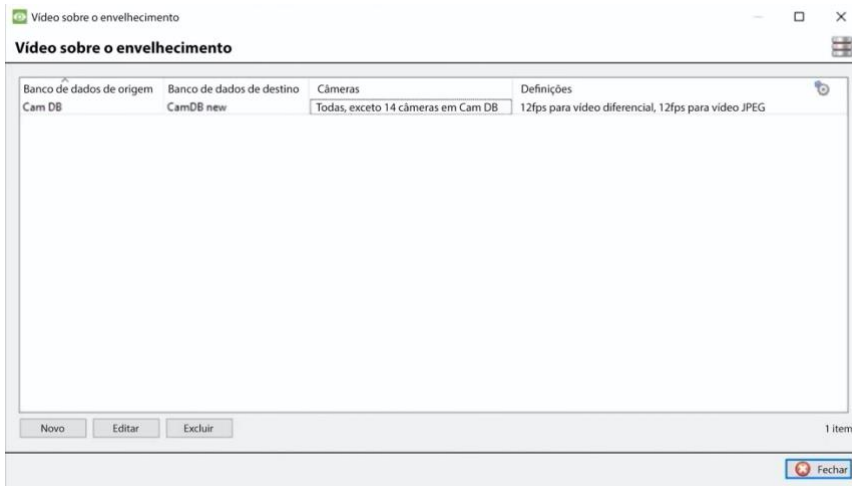 Vídeo sobre o envelhecimento
Vídeo sobre o envelhecimento
Banco de dados de origem Banco de dados de destino Câmeras Definições
Cam DB CamDB new Todas, exceto 14 câmeras em Cam DB 12fps para vídeo diferencial, 12fps para vídeo JPEG
Novo Editar Excluir 1 item
Fechar